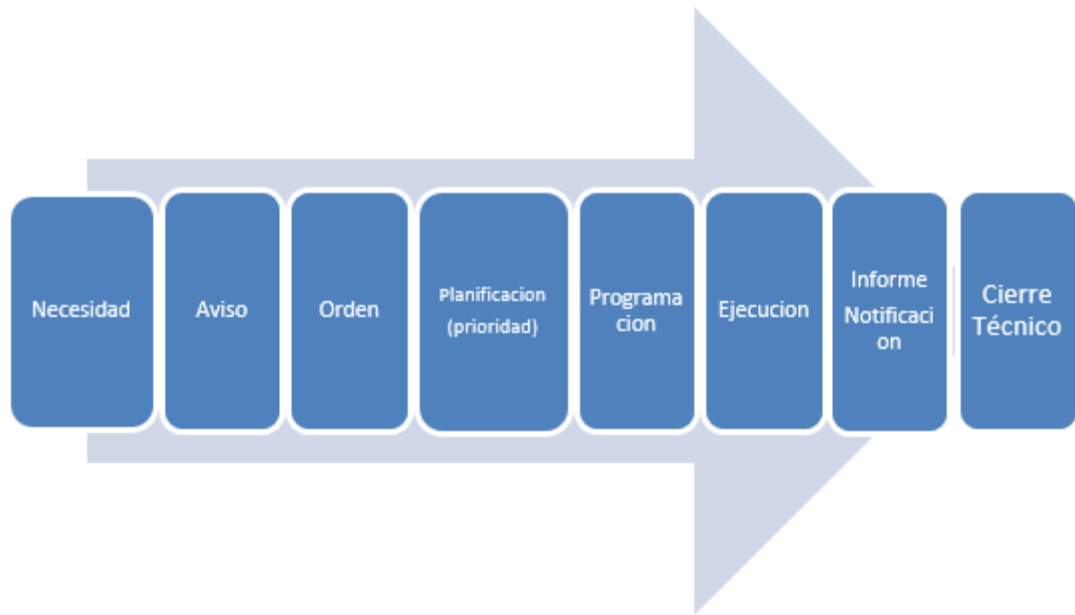 Necesidad
Aviso
Orden
Planificacion
(prioridad)
Programa
cion
Ejecucion
Informe
Notificaci
on
Cierre
Técnico